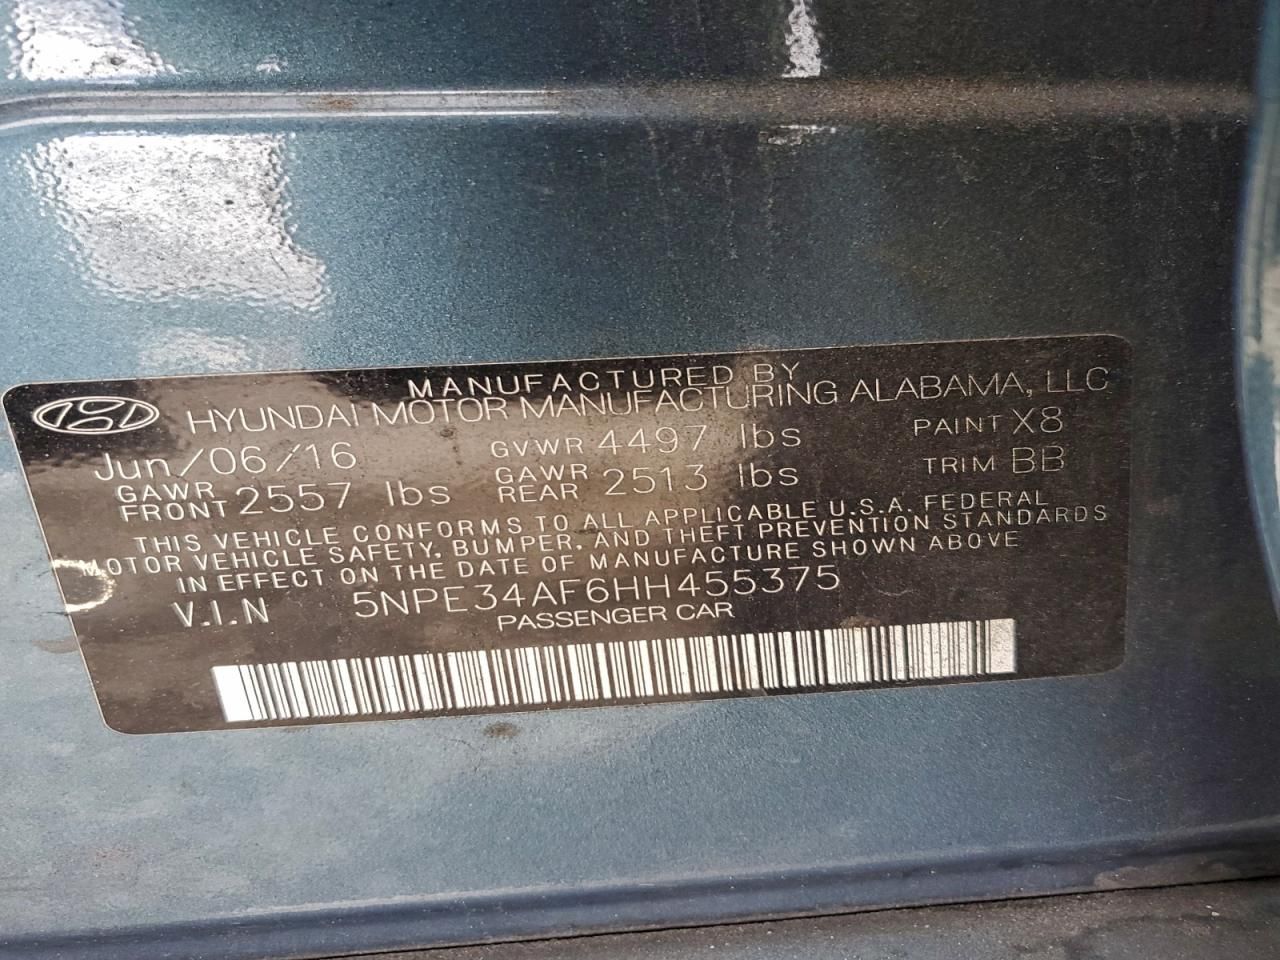 MANUFACTURED BY
HYUNDAI MOTOR MANUFACTURING ALABAMA, LLC
Jun/06/16 GVWR 4497 lbs PAINT X8
GAWR FRONT 2557 lbs GAWR REAR 2513 lbs TRIM BB
THIS VEHICLE CONFORMS TO ALL APPLICABLE U.S.A. FEDERAL
MOTOR VEHICLE SAFETY, BUMPER, AND THEFT PREVENTION STANDARDS
IN EFFECT ON THE DATE OF MANUFACTURE SHOWN ABOVE
V.I.N 5NPE34AF6HH455375
PASSENGER CAR